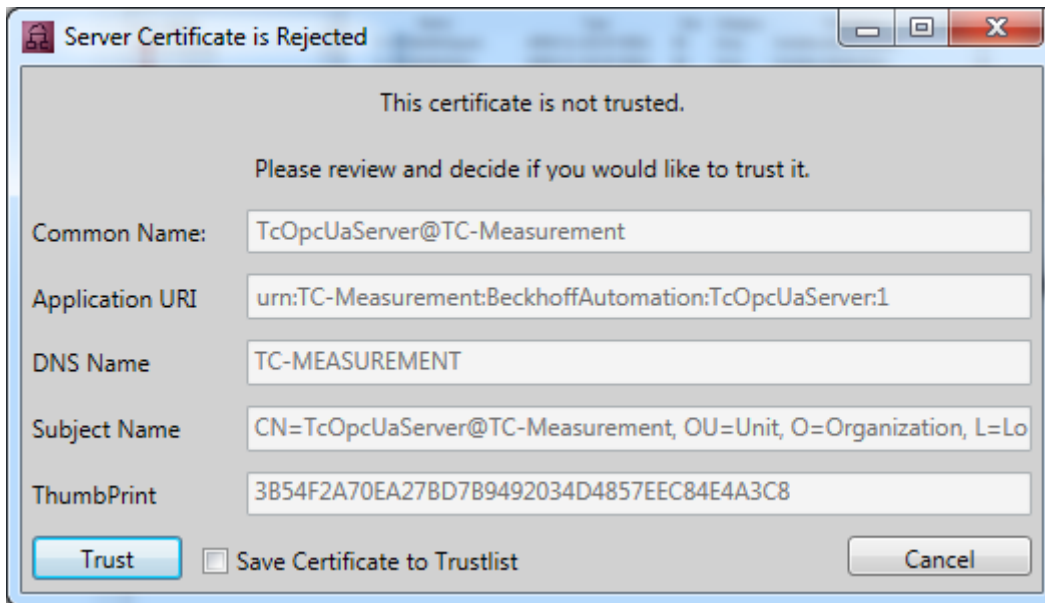 Server Certificate is Rejected
This certificate is not trusted.
Please review and decide if you would like to trust it.
Common Name: TcOpcUaServer@TC-Measurement
Application URI urn:TC-Measurement:BeckhoffAutomation:TcOpcUaServer:1
DNS Name TC-MEASUREMENT
Subject Name CN=TcOpcUaServer@TC-Measurement, OU=Unit, O=Organization, L=Lo
ThumbPrint 3B54F2A70EA27BD7B9492034D4857EEC84E4A3C8
Trust Save Certificate to Trustlist Cancel